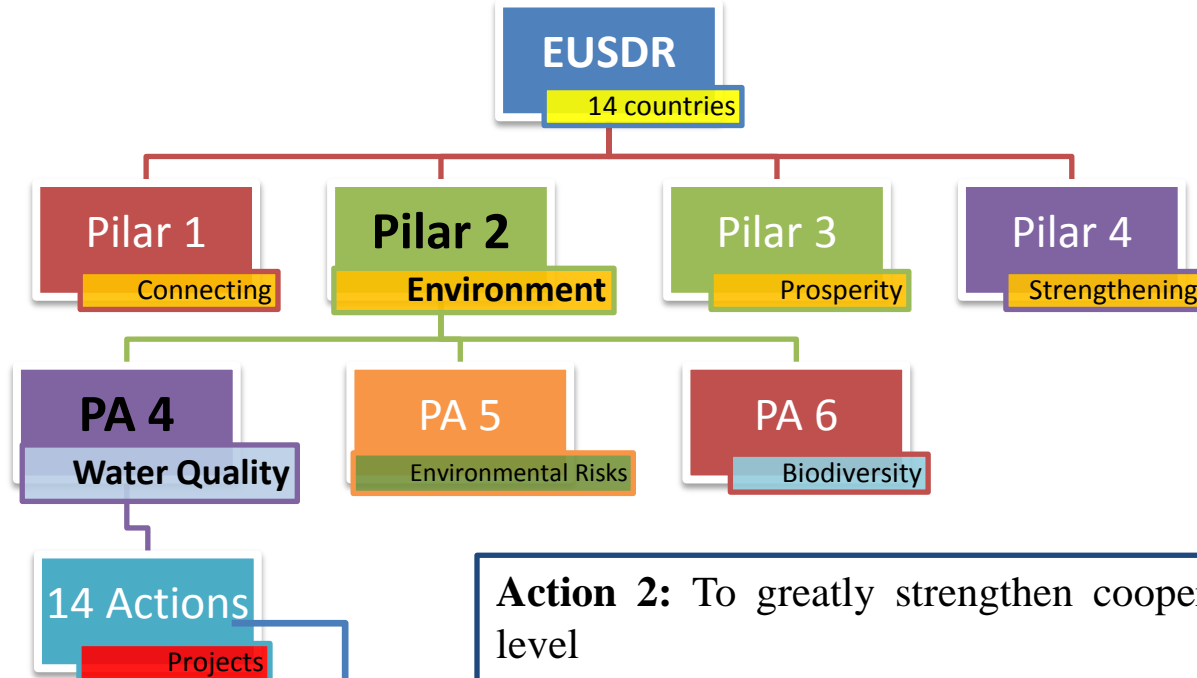 EUSDR
14 countries
Pilar 1
Connecting
Pilar 2
Environment
Pilar 3
Prosperity
Pilar 4
Strengthening
PA 4
Water Quality
PA 5
Environmental Risks
PA 6
Biodiversity
14 Actions
Projects
Action 2: To greatly strengthen cooper
level